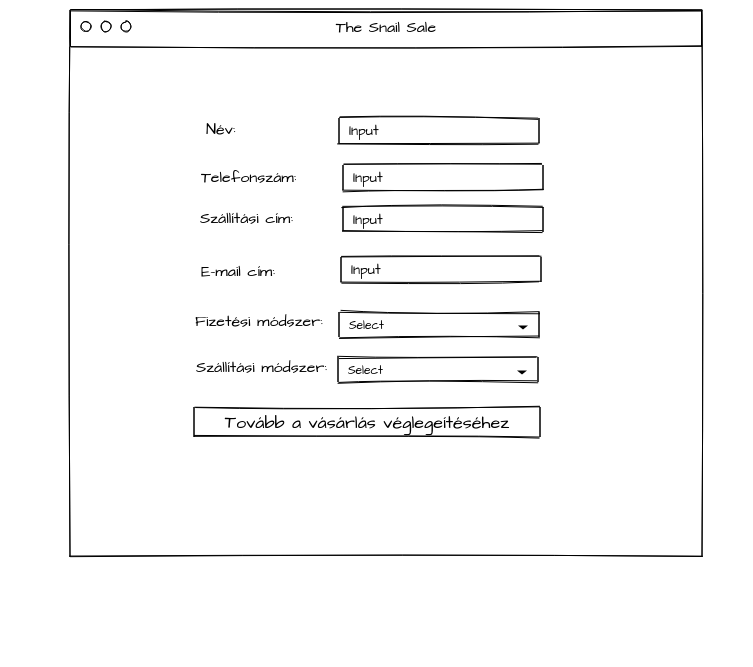 The Snail Sale
Név: Input
Telefonszám: Input
Szállítási cím: Input
E-mail cím: Input
Fizetési módszer: Select
Szállítási módszer: Select
Tovább a vásárlás véglegeítéséhez